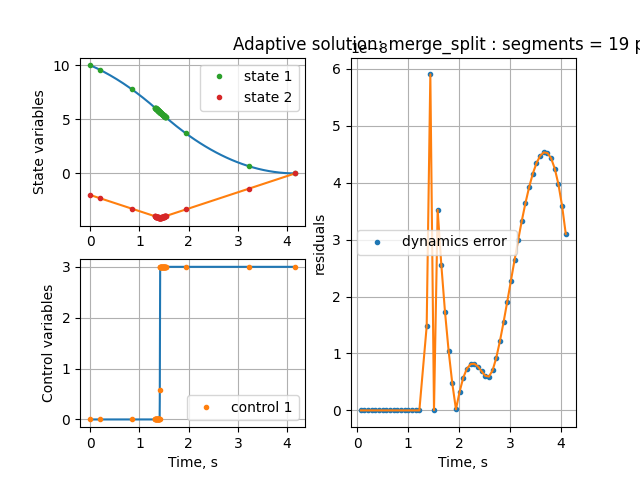 Adaptive solution: merge_split : segments = 19 p
1e−8
State variables
10
5
0
state 1
state 2
0 1 2 3 4
Control variables
3
2
1
0
control 1
0 1 2 3 4
Time, s
residuals
6
5
4
3
2
1
0
dynamics error
0 1 2 3 4
Time, s